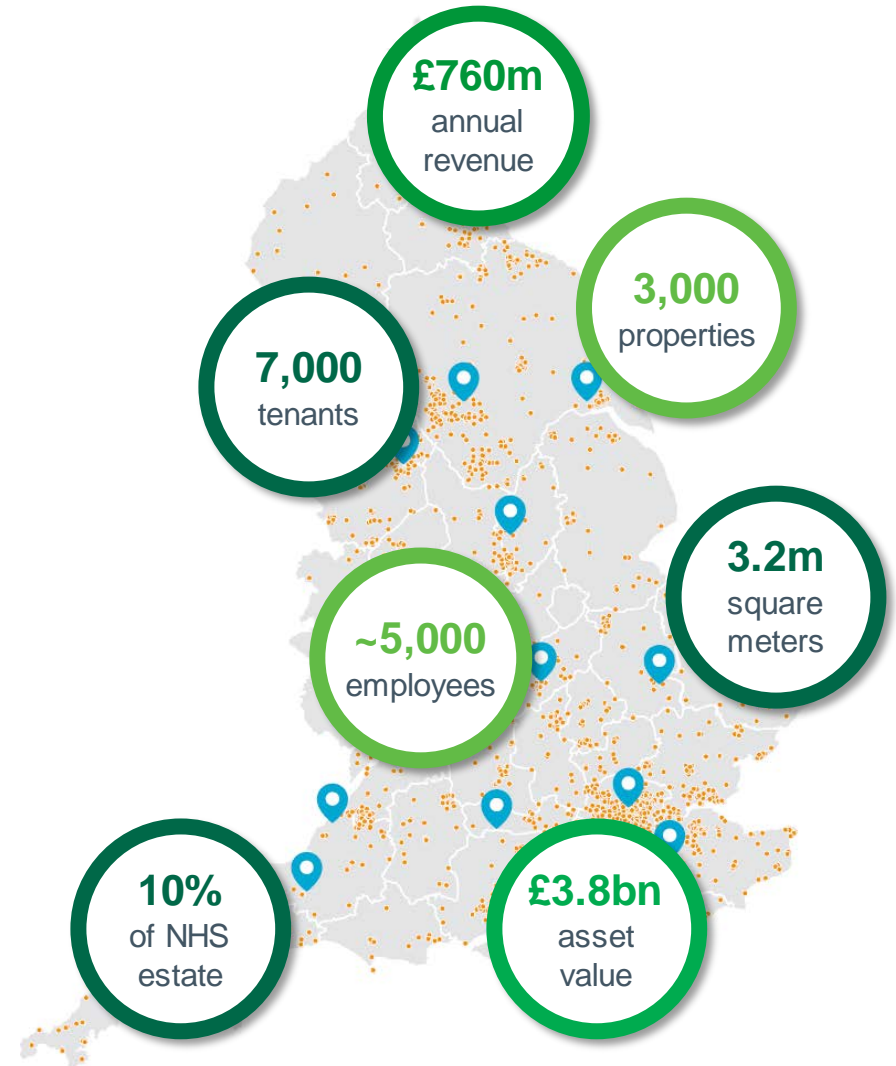 £760m
annual
revenue
3,000
properties
7,000
tenants
3.2m
square
meters
~5,000
employees
10%
of NHS
estate
£3.8bn
asset
value